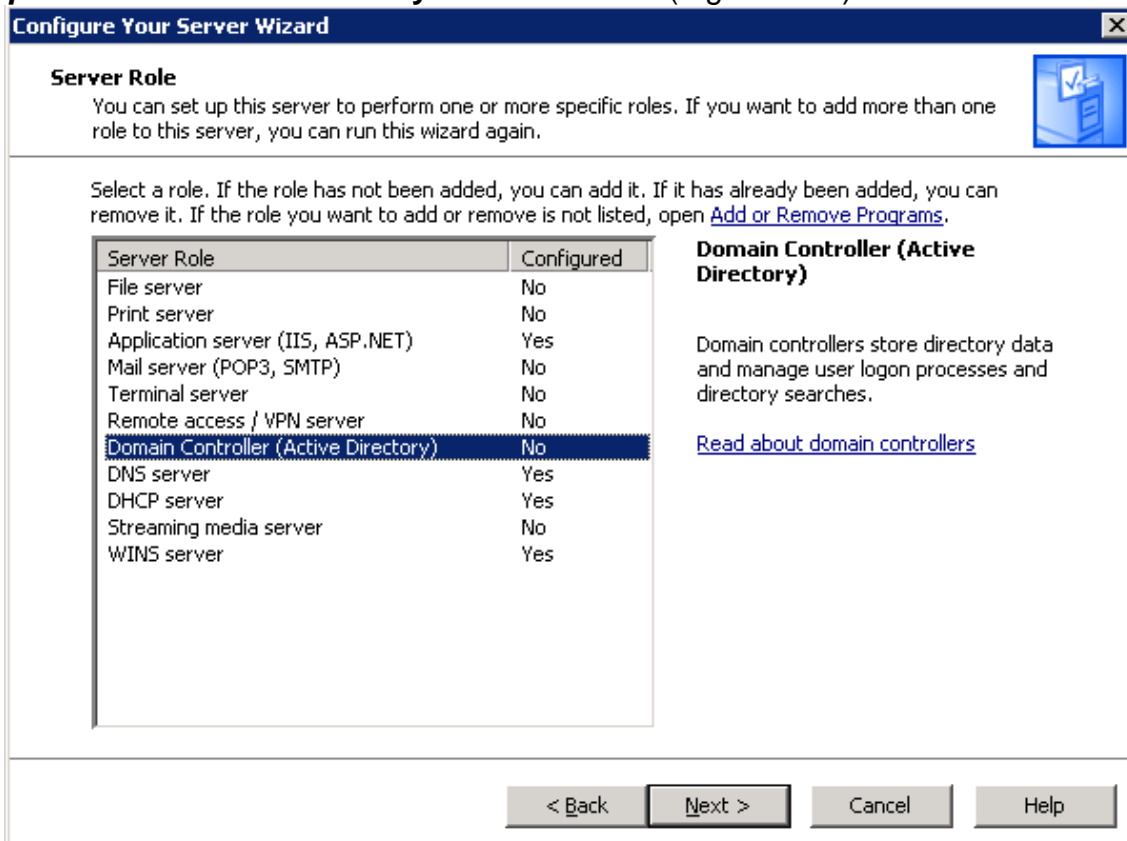 Configure Your Server Wizard
Server Role
You can set up this server to perform one or more specific roles. If you want to add more than one
role to this server, you can run this wizard again.
Select a role. If the role has not been added, you can add it. If it has already been added, you can
remove it. If the role you want to add or remove is not listed, open Add or Remove Programs.
Server Role Configured
File server No
Print server No
Application server (IIS, ASP.NET) Yes
Mail server (POP3, SMTP) No
Terminal server No
Remote access / VPN server No
Domain Controller (Active Directory) No
DNS server Yes
DHCP server Yes
Streaming media server No
WINS server Yes
Domain Controller (Active
Directory)
Domain controllers store directory data
and manage user logon processes and
directory searches.
Read about domain controllers
< Back Next > Cancel Help